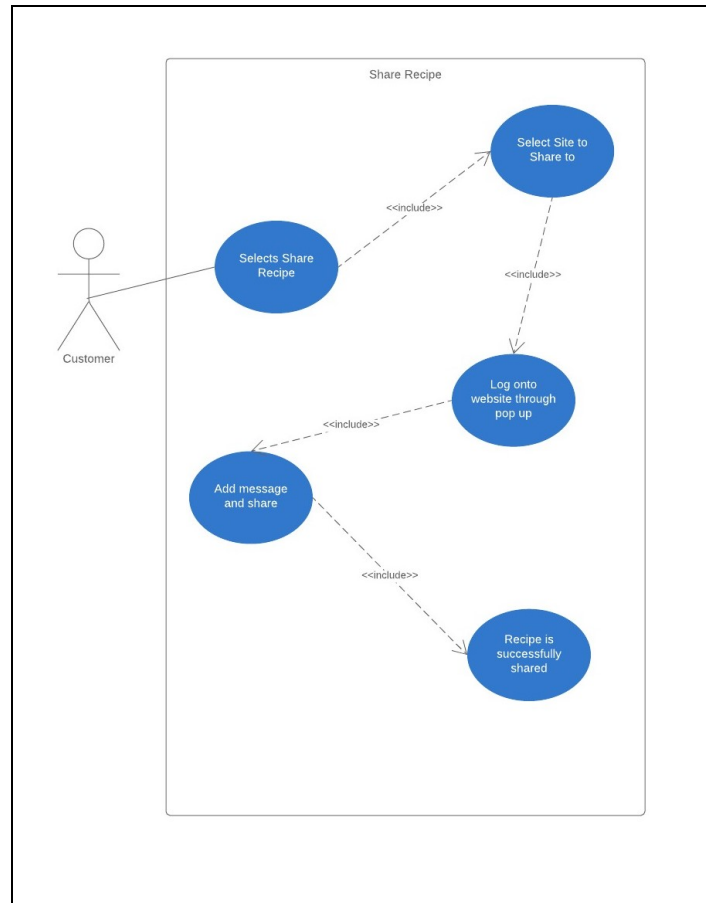 Share Recipe
Select Site to
Share to
<<include>>
Selects Share
Recipe
<<include>>
Customer
Log onto
website through
pop up
<<include>>
Add message
and share
<<include>>
Recipe is
successfully
shared